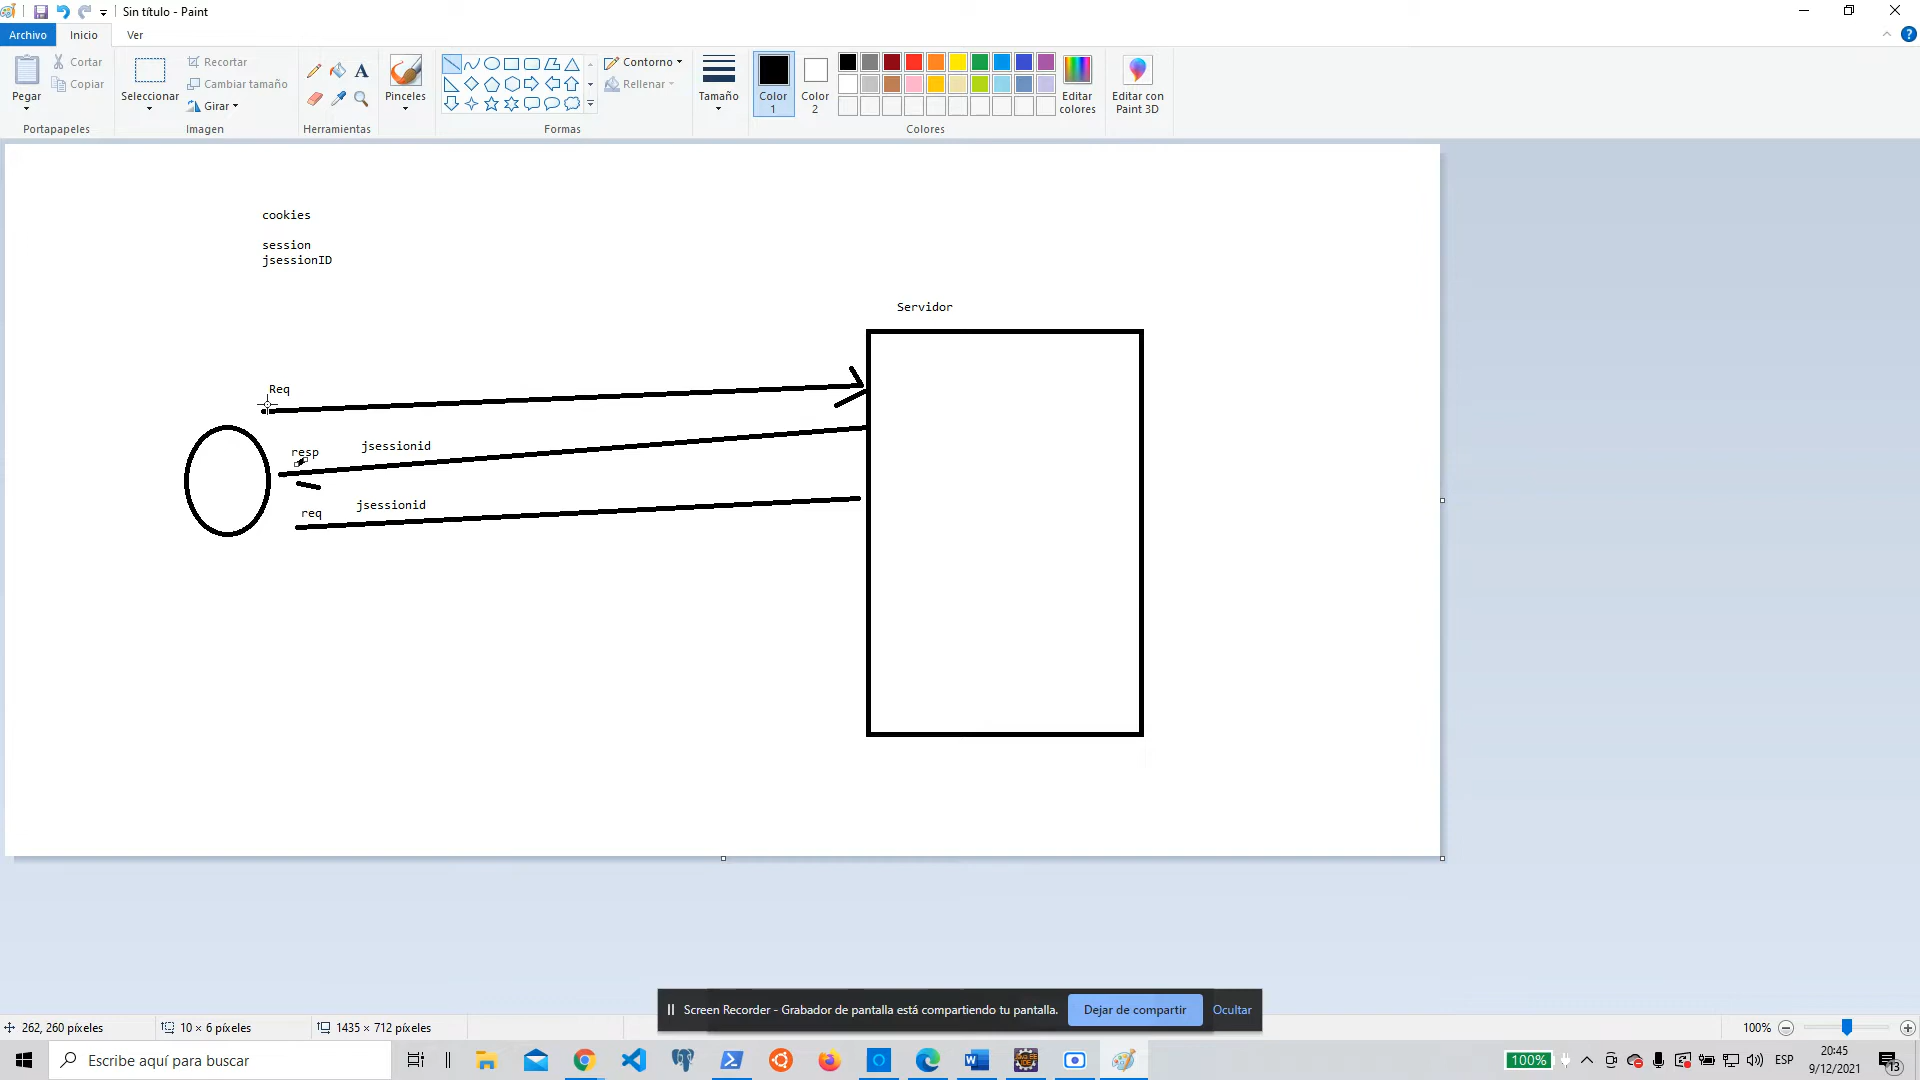 Sin título - Paint
Archivo
Inicio
Ver
Pegar
Cortar
Copiar
Portapapeles
Seleccionar
Recortar
Cambiar tamaño
Girar
Imagen
A
Herramientas
Pinceles
Contorno
Rellenar
Formas
Tamaño
Color 1
Color 2
Editar colores
Colores
Editar con Paint 3D
cookies
session
jsessionID
Servidor
Req
resp
jsessionid
req
jsessionid
Screen Recorder - Grabador de pantalla está compartiendo tu pantalla.
Dejar de compartir
Ocultar
262, 260 píxeles
10 × 6 píxeles
1435 × 712 píxeles
100%
Escribe aquí para buscar
100%
ESP
20:45
9/12/2021
13